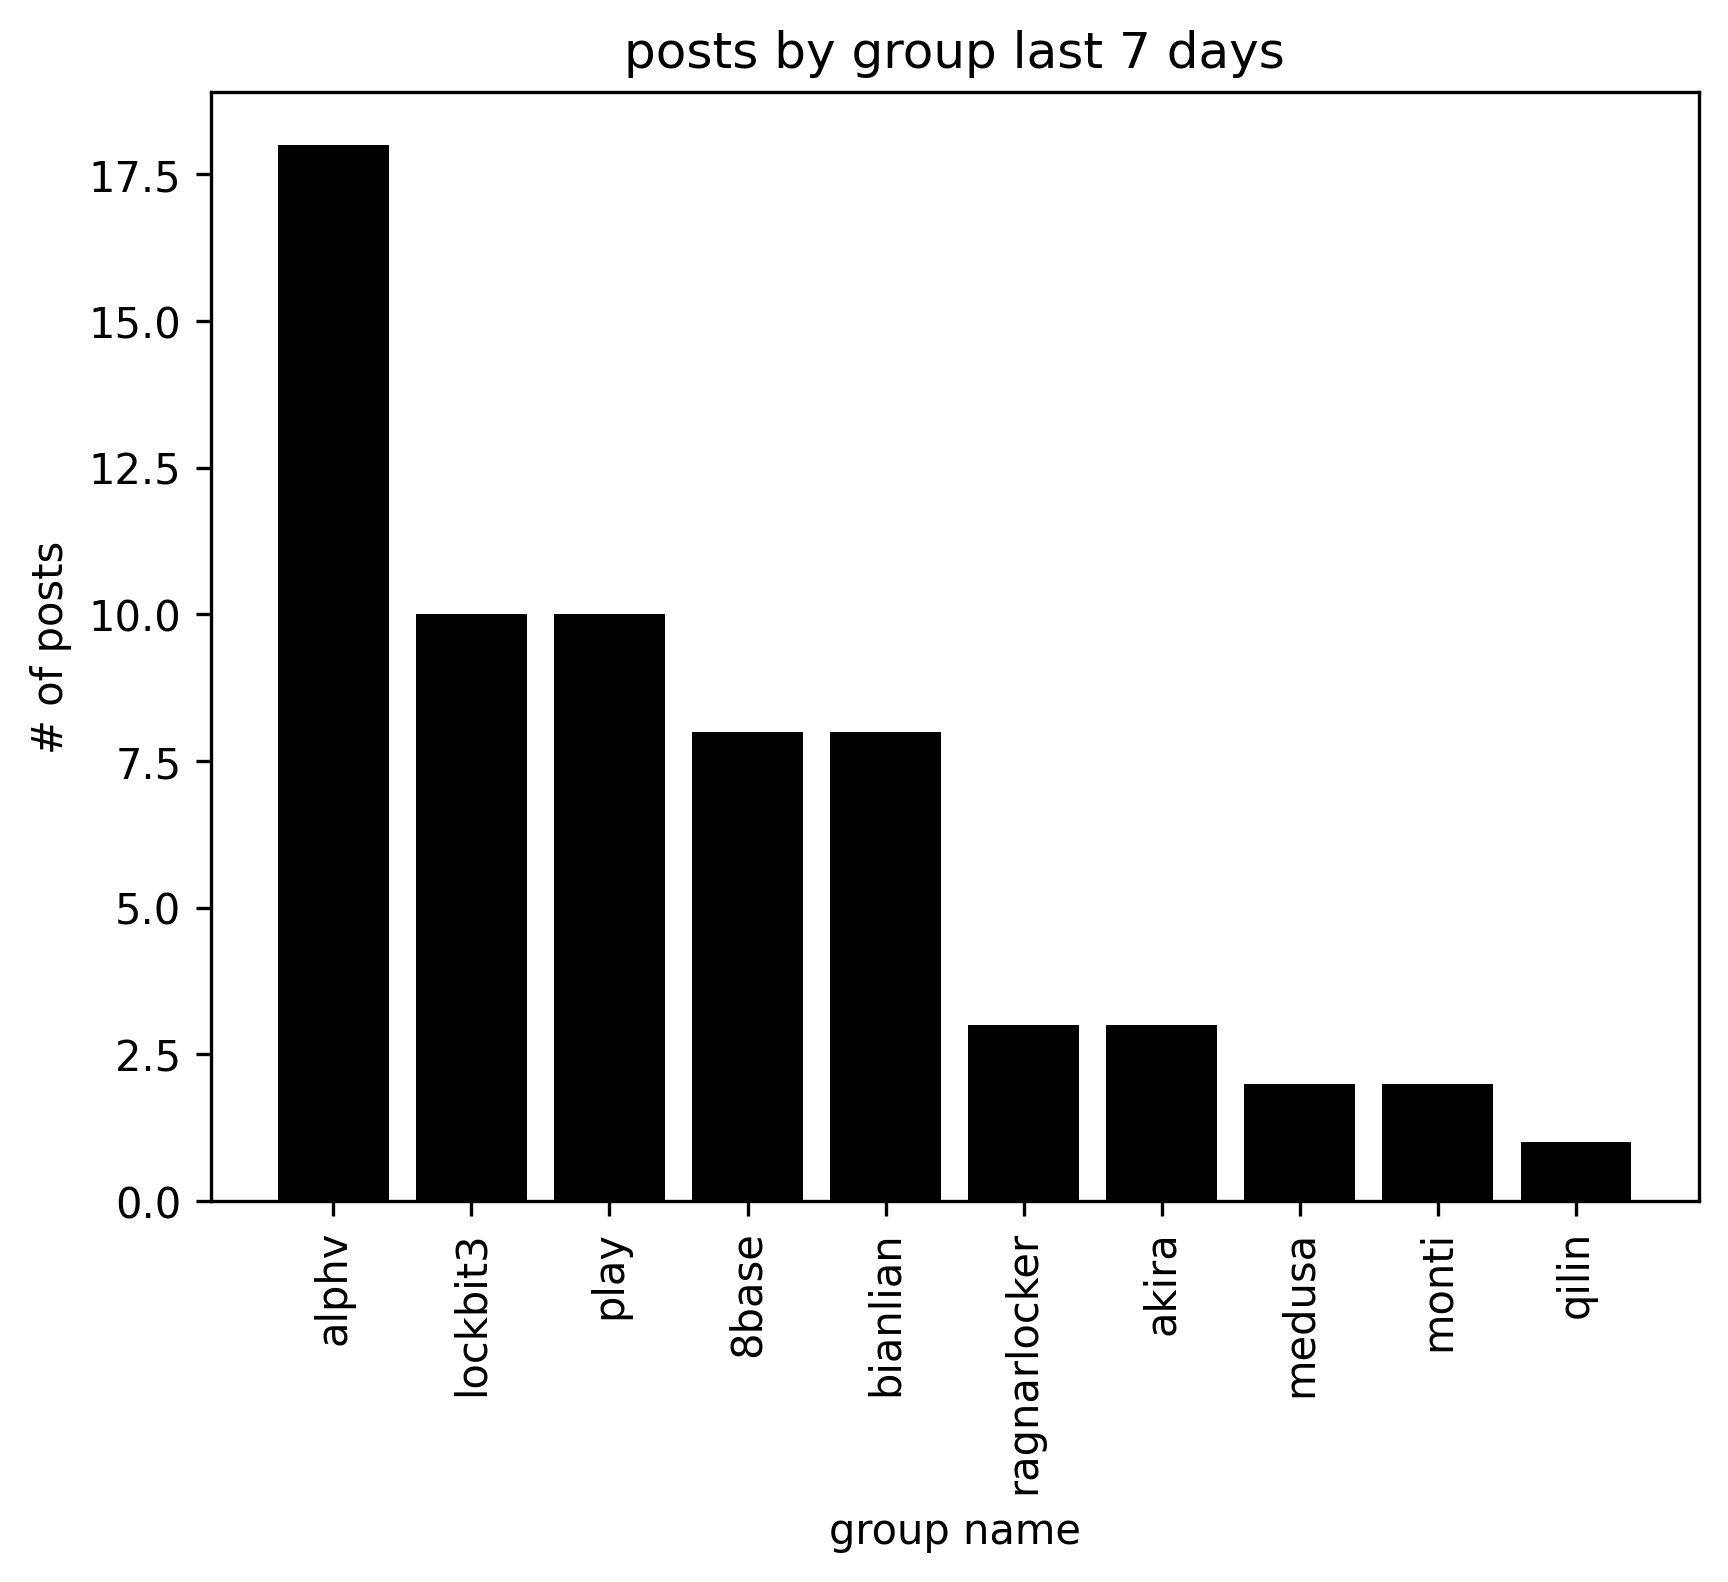 posts by group last 7 days
# of posts
17.5
15.0
12.5
10.0
7.5
5.0
2.5
0.0
alphv
lockbit3
play
8base
bianlian
ragnarlocker
akira
medusa
monti
qilin
group name